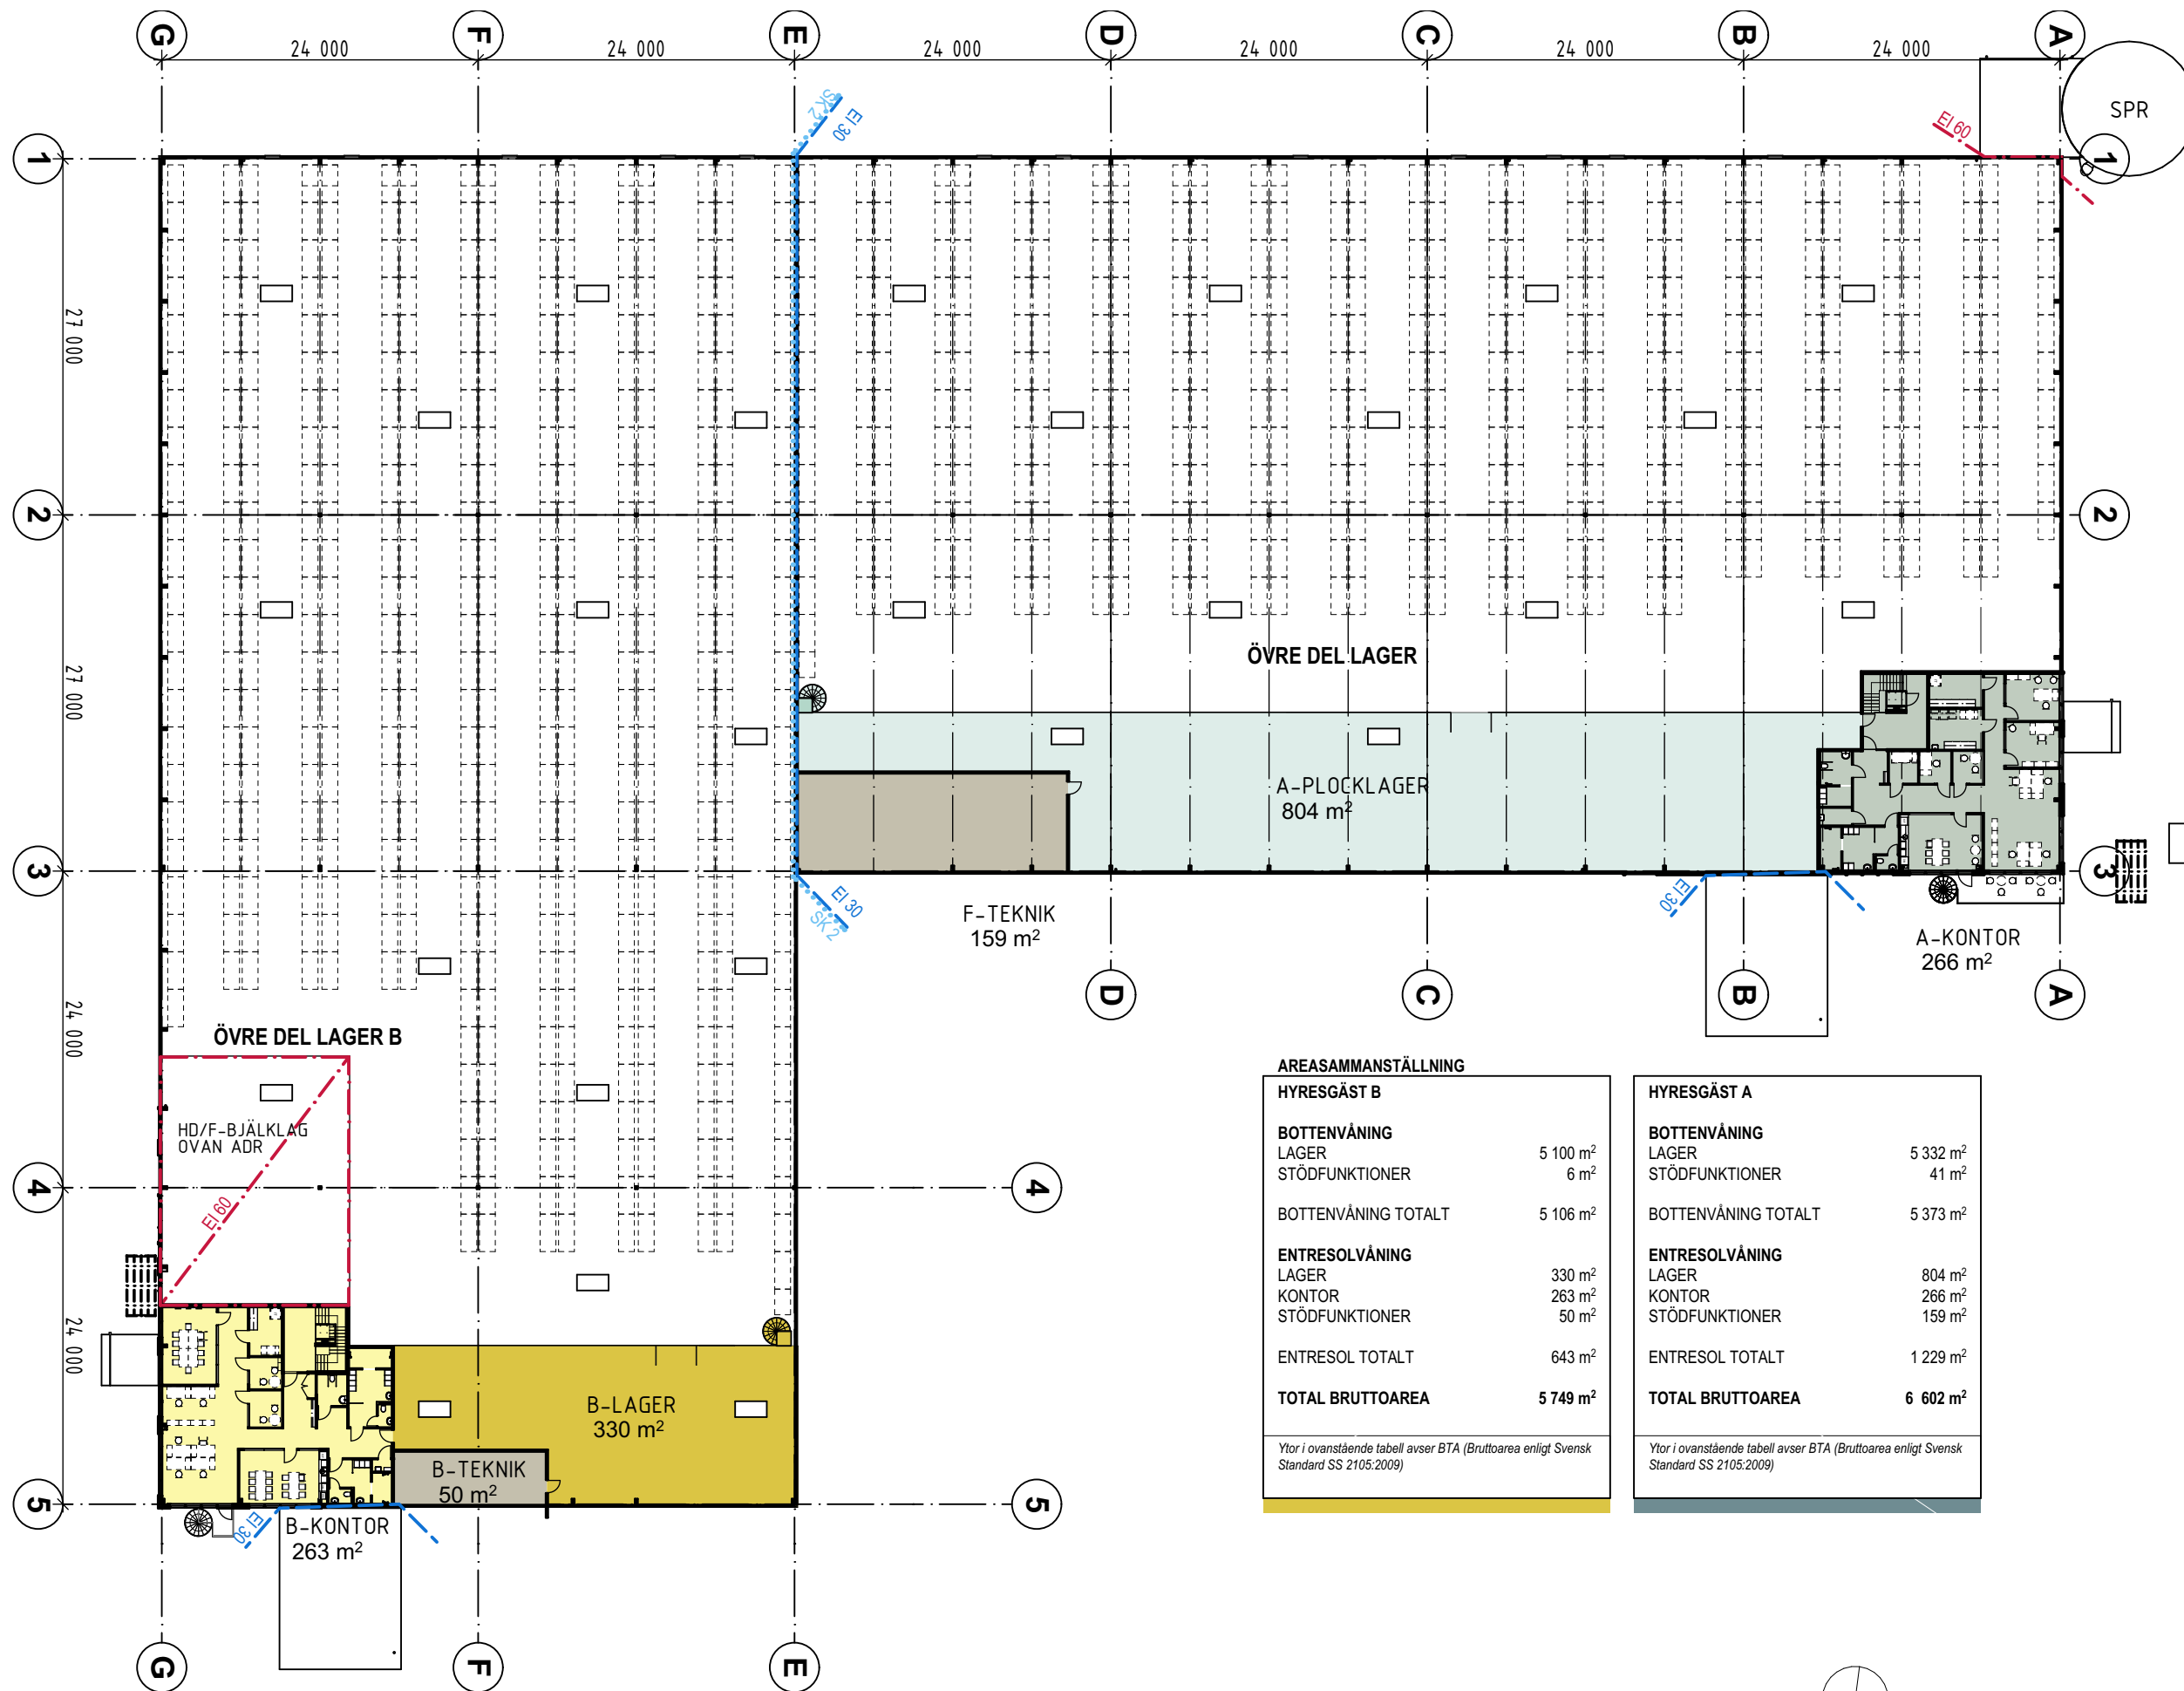 G
F
E
D
C
B
A
24 000
24 000
24 000
24 000
24 000
24 000
SPR
SK2
EI 30
EI 60
1
1
27 000
2
2
27 000
ÖVRE DEL LAGER
A-PLOCKLAGER
804 m²
3
3
EI 30
SK2
EI 30
F-TEKNIK
159 m²
A-KONTOR
266 m²
D
C
B
A
24 000
ÖVRE DEL LAGER B
HD/F-BJÄLKLAG
OVAN ADR
EI 60
4
4
24 000
B-LAGER
330 m²
B-TEKNIK
50 m²
5
5
EI 30
B-KONTOR
263 m²
G
F
E
AREASAMMANSTÄLLNING
HYRESGÄST B
BOTTENVÅNING
LAGER 5 100 m²
STÖDFUNKTIONER 6 m²
BOTTENVÅNING TOTALT 5 106 m²
ENTRESOLVÅNING
LAGER 330 m²
KONTOR 263 m²
STÖDFUNKTIONER 50 m²
ENTRESOL TOTALT 643 m²
TOTAL BRUTTOAREA 5 749 m²
Ytor i ovanstående tabell avser BTA (Bruttoarea enligt Svensk
Standard SS 2105:2009)
HYRESGÄST A
BOTTENVÅNING
LAGER 5 332 m²
STÖDFUNKTIONER 41 m²
BOTTENVÅNING TOTALT 5 373 m²
ENTRESOLVÅNING
LAGER 804 m²
KONTOR 266 m²
STÖDFUNKTIONER 159 m²
ENTRESOL TOTALT 1 229 m²
TOTAL BRUTTOAREA 6 602 m²
Ytor i ovanstående tabell avser BTA (Bruttoarea enligt Svensk
Standard SS 2105:2009)